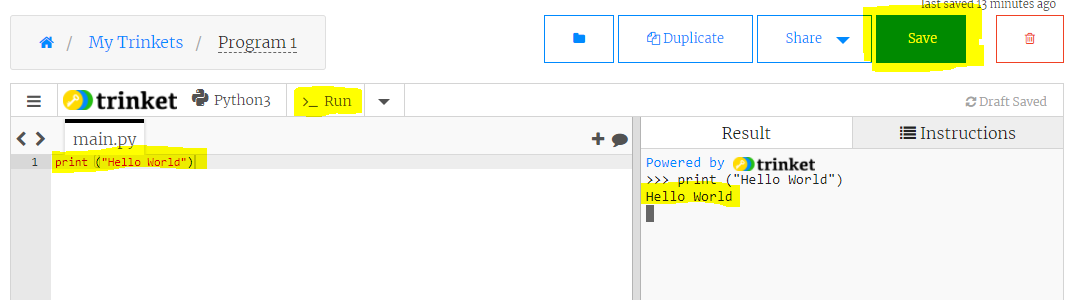 last saved 13 minutes ago
/ My Trinkets / Program 1
Duplicate Share Save
trinket Python3 >_ Run Draft Saved
main.py Result Instructions
1 print ("Hello World")
Powered by trinket
>>> print ("Hello World")
Hello World